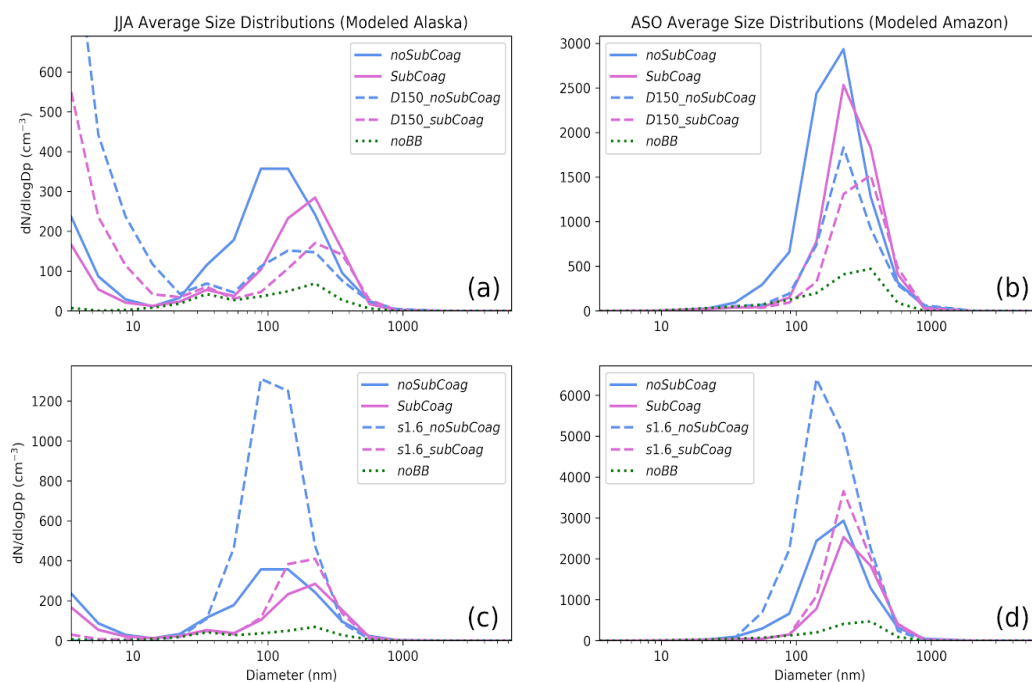 JJA Average Size Distributions (Modeled Alaska)
ASO Average Size Distributions (Modeled Amazon)
dN/dlogDp (cm⁻³)
600
500
400
300
200
100
0
10
100
1000
noSubCoag
SubCoag
D150_noSubCoag
D150_subCoag
noBB
(a)
3000
2500
2000
1500
1000
500
0
10
100
1000
noSubCoag
SubCoag
D150_noSubCoag
D150_subCoag
noBB
(b)
dN/dlogDp (cm⁻³)
1200
1000
800
600
400
200
0
10
100
1000
Diameter (nm)
noSubCoag
SubCoag
s1.6_noSubCoag
s1.6_subCoag
noBB
(c)
6000
5000
4000
3000
2000
1000
0
10
100
1000
Diameter (nm)
noSubCoag
SubCoag
s1.6_noSubCoag
s1.6_subCoag
noBB
(d)